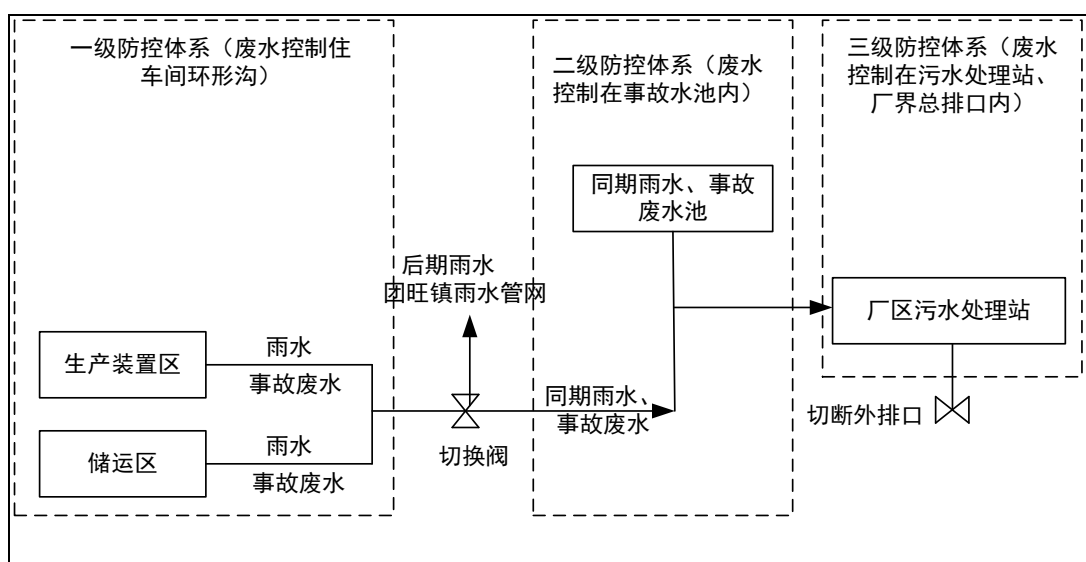 一级防控体系（废水控制住
车间环形沟）
二级防控体系（废水
控制在事故水池内）
三级防控体系（废水
控制在污水处理站、
厂界总排口内）
同期雨水、事故
废水池
后期雨水
团旺镇雨水管网
厂区污水处理站
生产装置区
雨水
事故废水
同期雨水、
事故废水
切断外排口
切换阀
储运区
雨水
事故废水